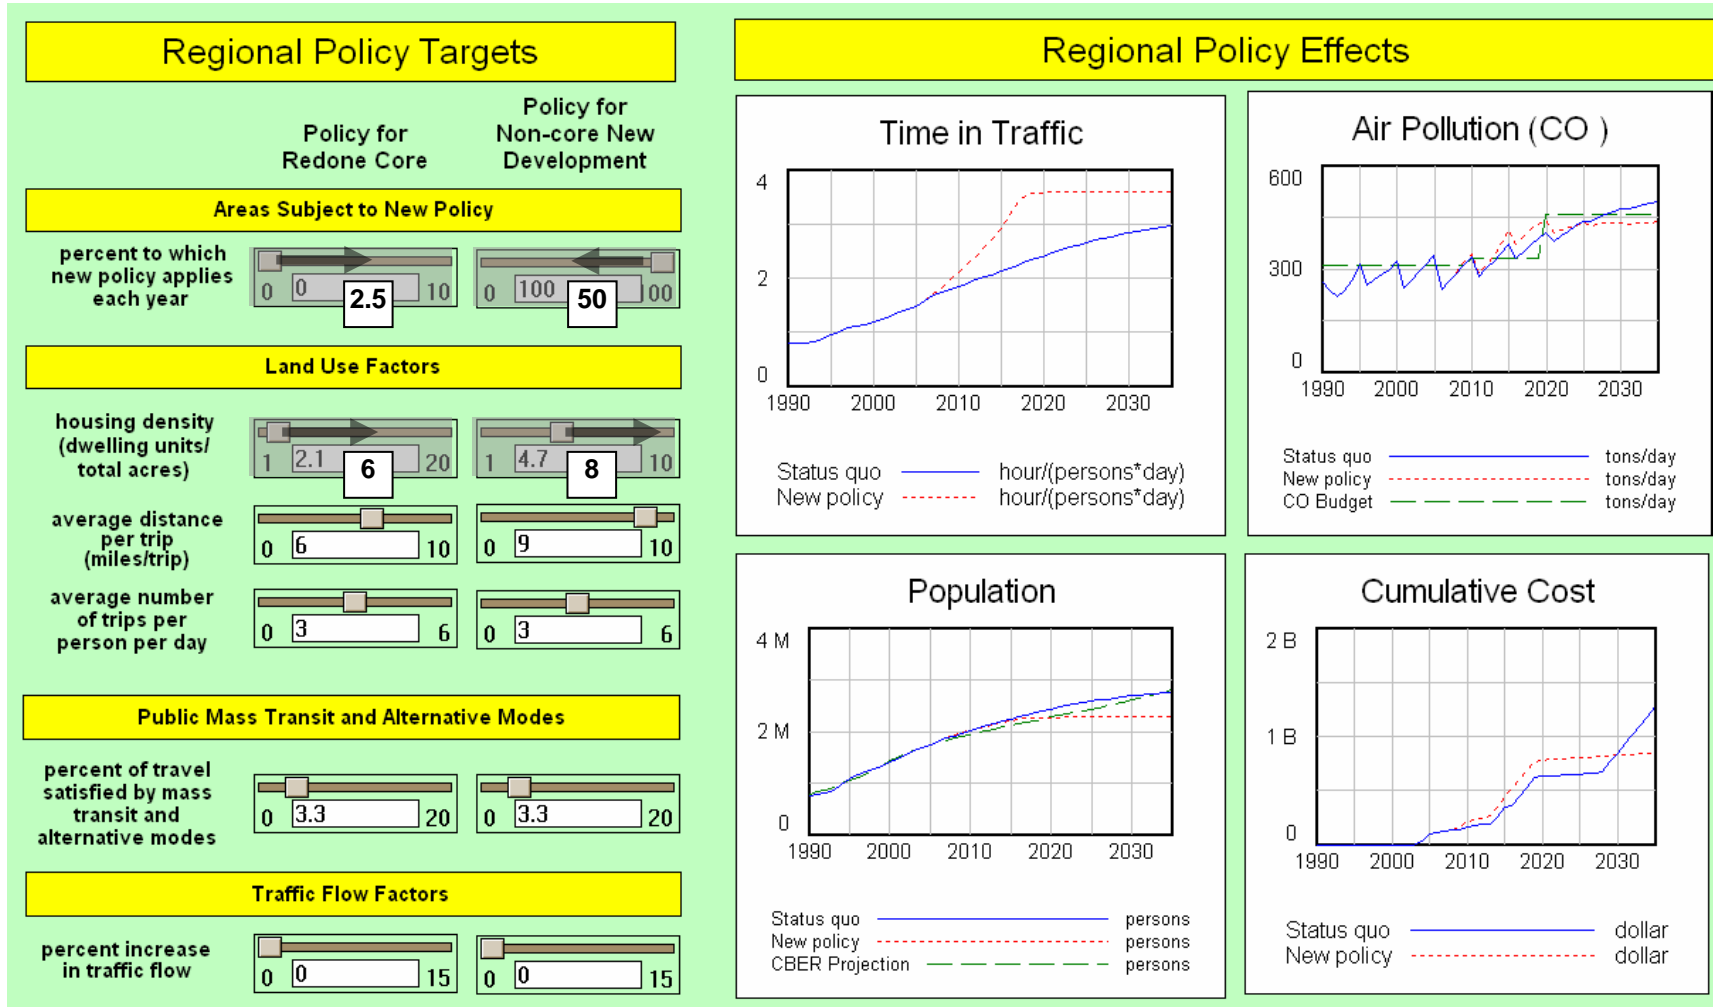 Regional Policy Targets
Policy for
Redone Core
Policy for
Non-core New
Development
Areas Subject to New Policy
percent to which
new policy applies
each year
0 0 10
2.5
0 100 100
50
Land Use Factors
housing density
(dwelling units/
total acres)
1 2.1 20
6
1 4.7 10
8
average distance
per trip
(miles/trip)
0 6 10
0 9 10
average number
of trips per
person per day
0 3 6
0 3 6
Public Mass Transit and Alternative Modes
percent of travel
satisfied by mass
transit and
alternative modes
0 3.3 20
0 3.3 20
Traffic Flow Factors
percent increase
in traffic flow
0 0 15
0 0 15
Regional Policy Effects
Time in Traffic
4
2
0
1990 2000 2010 2020 2030
Status quo hour/(persons*day)
New policy hour/(persons*day)
Air Pollution (CO )
600
300
0
1990 2000 2010 2020 2030
Status quo tons/day
New policy tons/day
CO Budget tons/day
Population
4 M
2 M
0
1990 2000 2010 2020 2030
Status quo persons
New policy persons
CBER Projection persons
Cumulative Cost
2 B
1 B
0
1990 2000 2010 2020 2030
Status quo dollar
New policy dollar